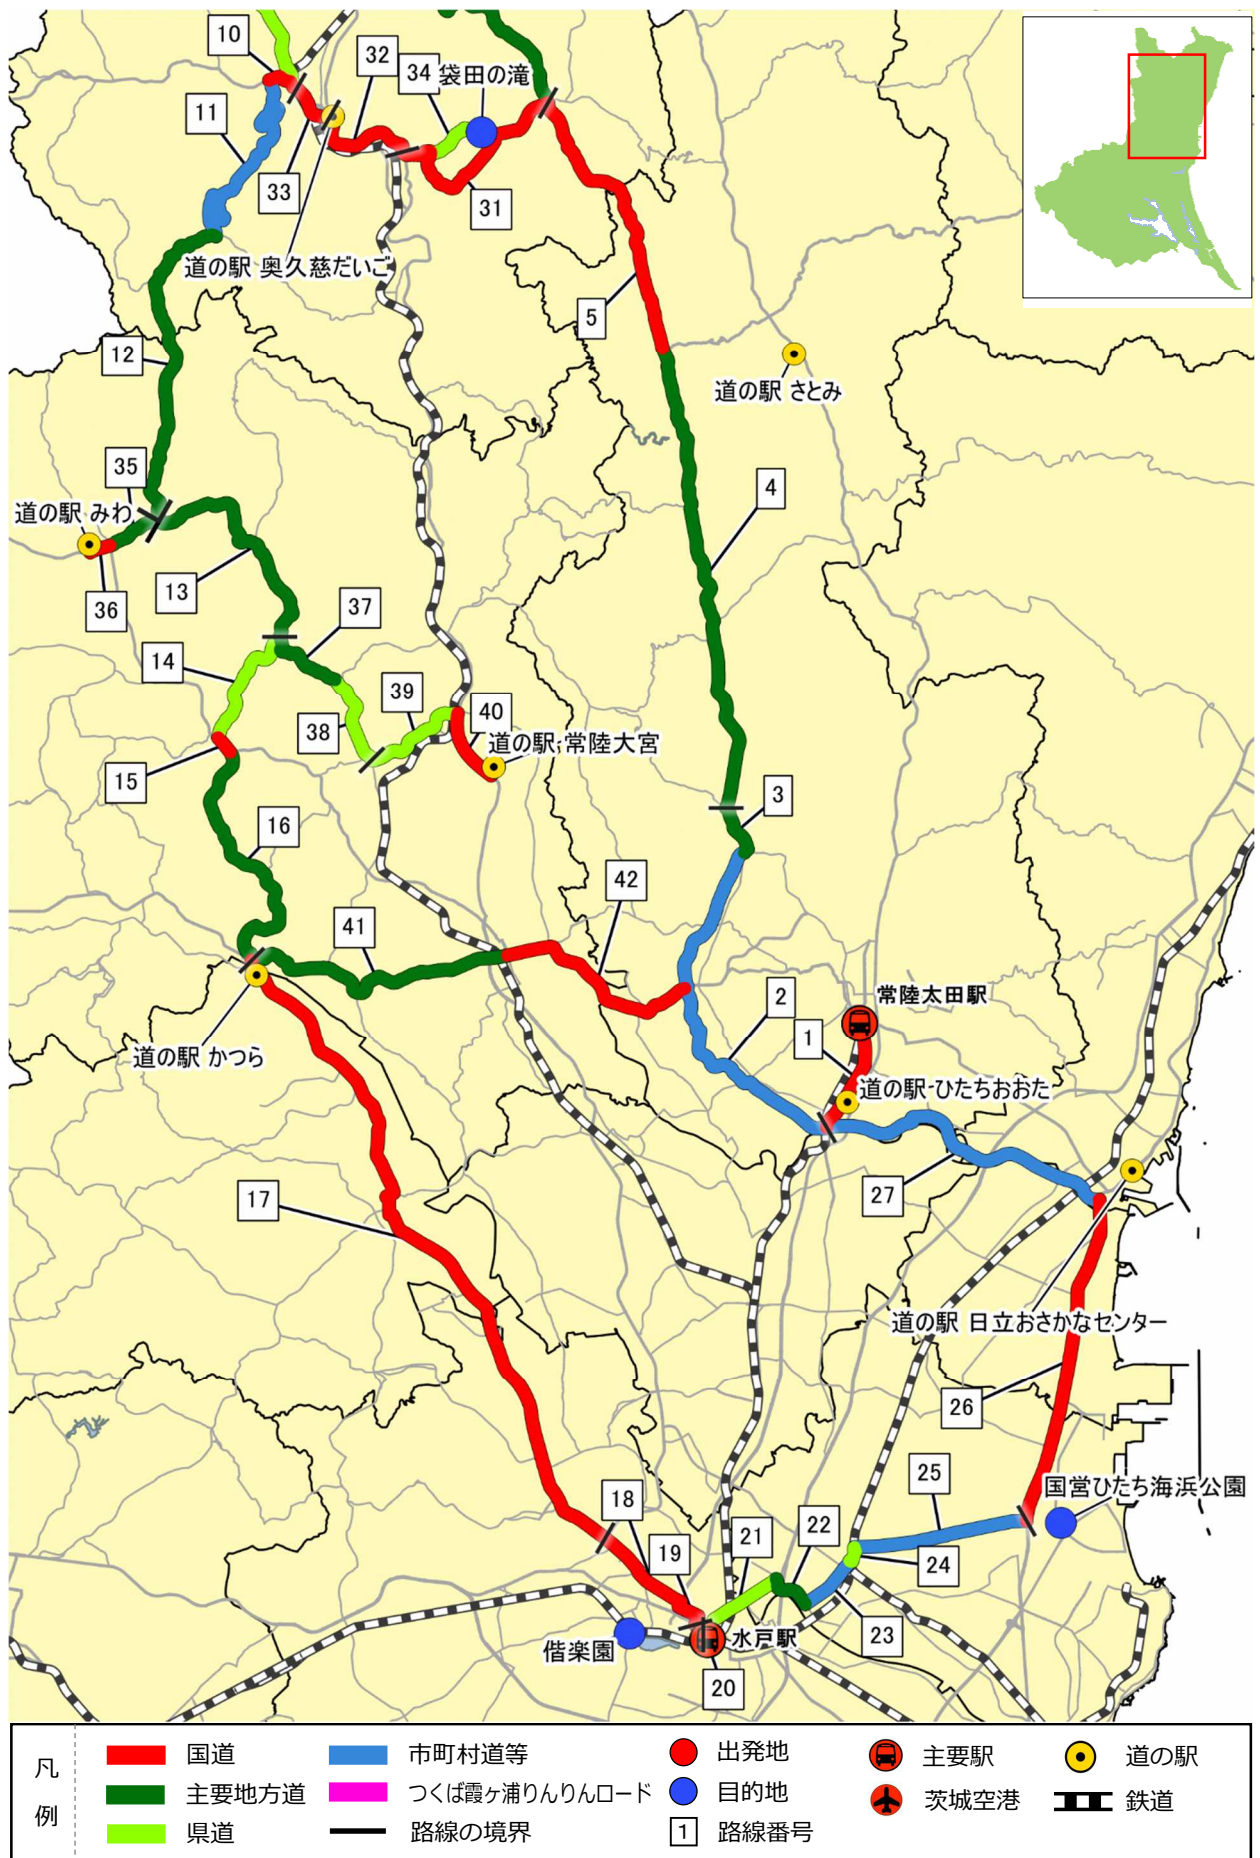 10
32
34
袋田の滝
11
33
31
道の駅 奥久慈だいご
5
12
道の駅 さとみ
35
4
道の駅 みわ
13
36
37
14
39
40
38
道の駅 常陸大宮
15
3
16
42
41
2
常陸太田駅
1
道の駅 かつら
道の駅 ひたちおおた
27
17
道の駅 日立おさかなセンター
26
25
国営ひたち海浜公園
18
22
21
19
24
23
水戸駅
偕楽園
20
凡
例
国道
市町村道等
出発地
主要駅
道の駅
主要地方道
つくば霞ヶ浦りんりんロード
目的地
茨城空港
鉄道
県道
路線の境界
1
路線番号